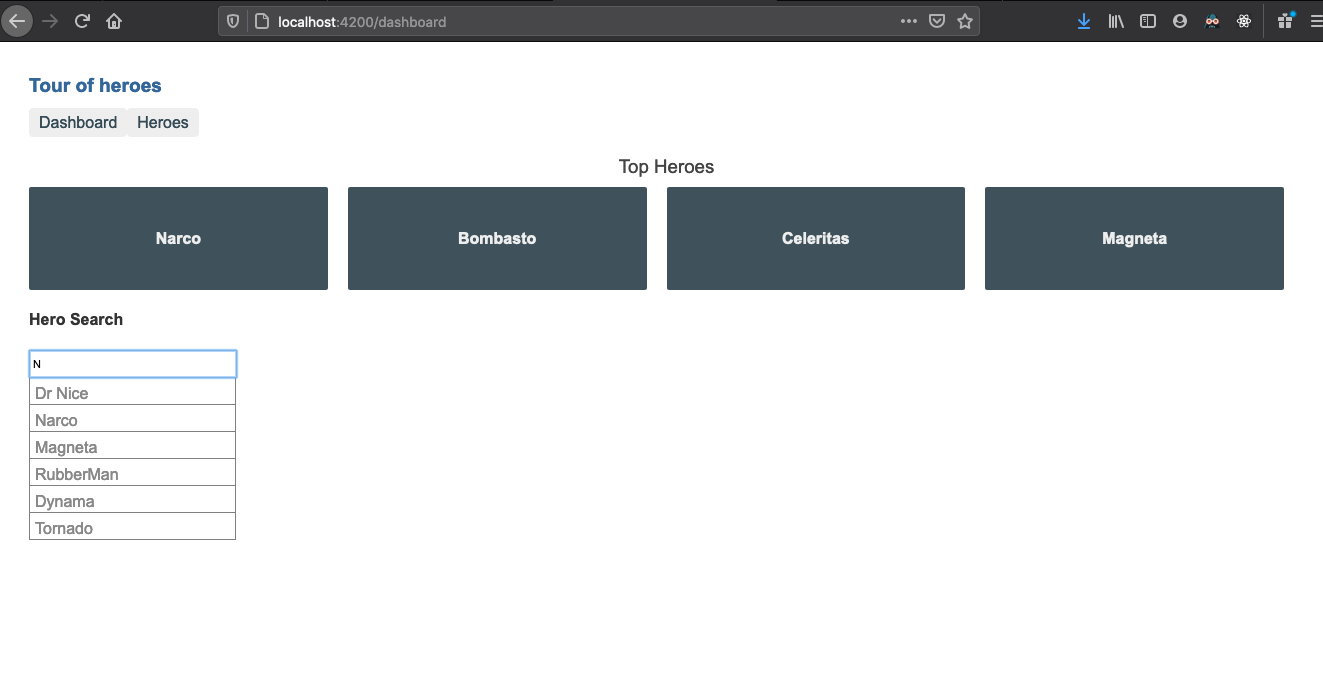 localhost:4200/dashboard
Tour of heroes
Dashboard Heroes
Top Heroes
Narco Bombasto Celeritas Magneta
Hero Search
N
Dr Nice
Narco
Magneta
RubberMan
Dynama
Tornado